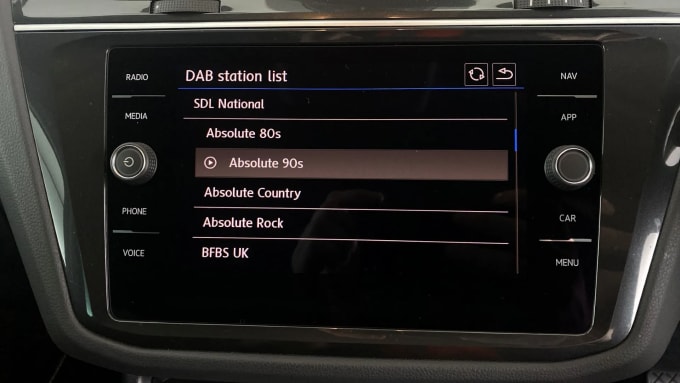 DAB station list
SDL National
Absolute 80s
Absolute 90s
Absolute Country
Absolute Rock
BFBS UK
RADIO
MEDIA
PHONE
VOICE
NAV
APP
CAR
MENU